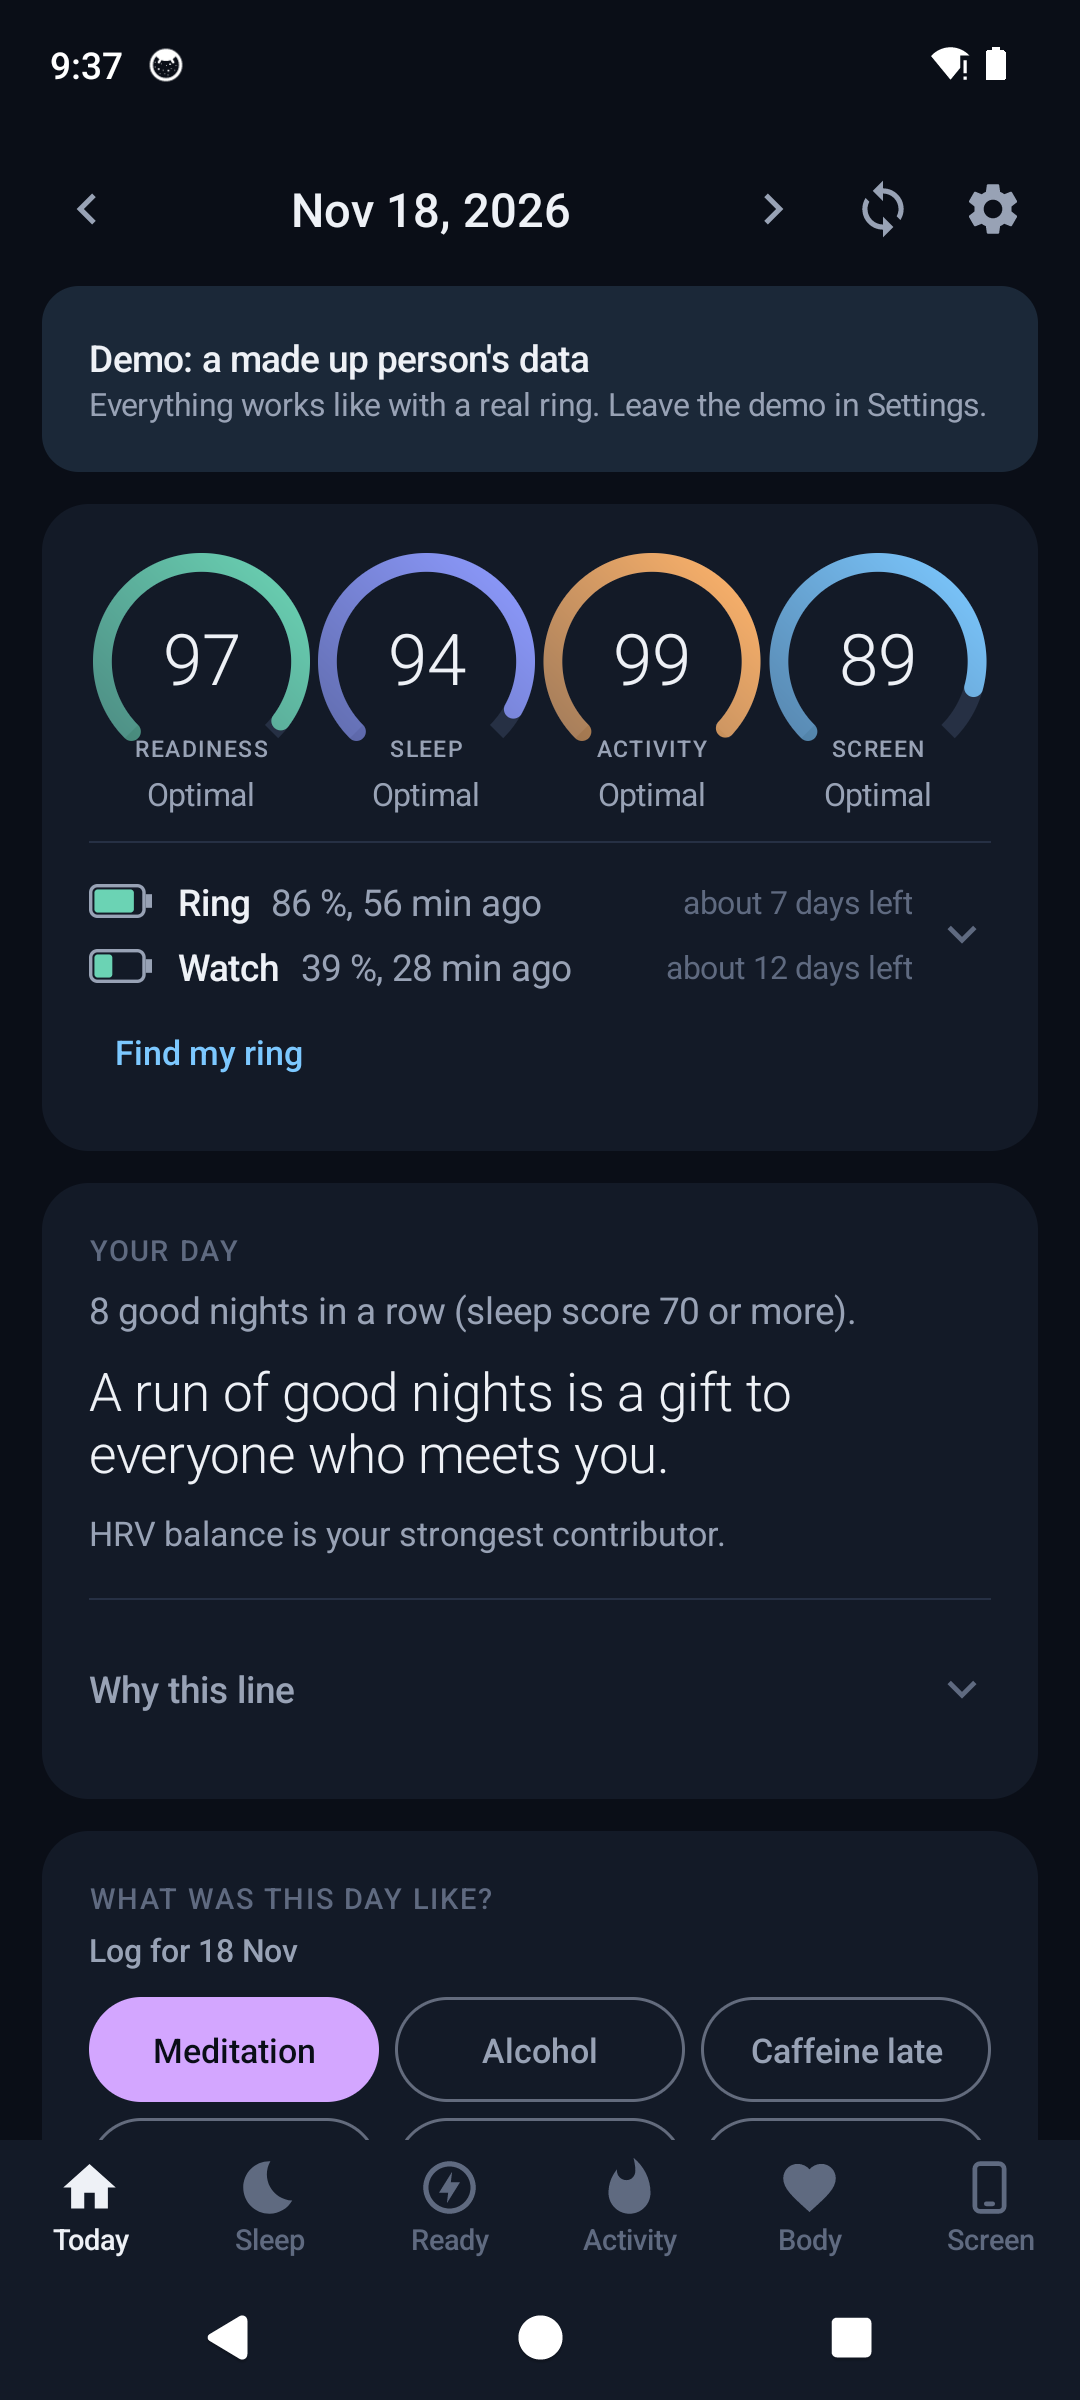 9:37
Nov 18, 2026
Demo: a made up person's data
Everything works like with a real ring. Leave the demo in Settings.
97 94 99 89
READINESS SLEEP ACTIVITY SCREEN
Optimal Optimal Optimal Optimal
Ring 86 %, 56 min ago about 7 days left
Watch 39 %, 28 min ago about 12 days left
Find my ring
YOUR DAY
8 good nights in a row (sleep score 70 or more).
A run of good nights is a gift to
everyone who meets you.
HRV balance is your strongest contributor.
Why this line
WHAT WAS THIS DAY LIKE?
Log for 18 Nov
Meditation Alcohol Caffeine late
Today Sleep Ready Activity Body Screen